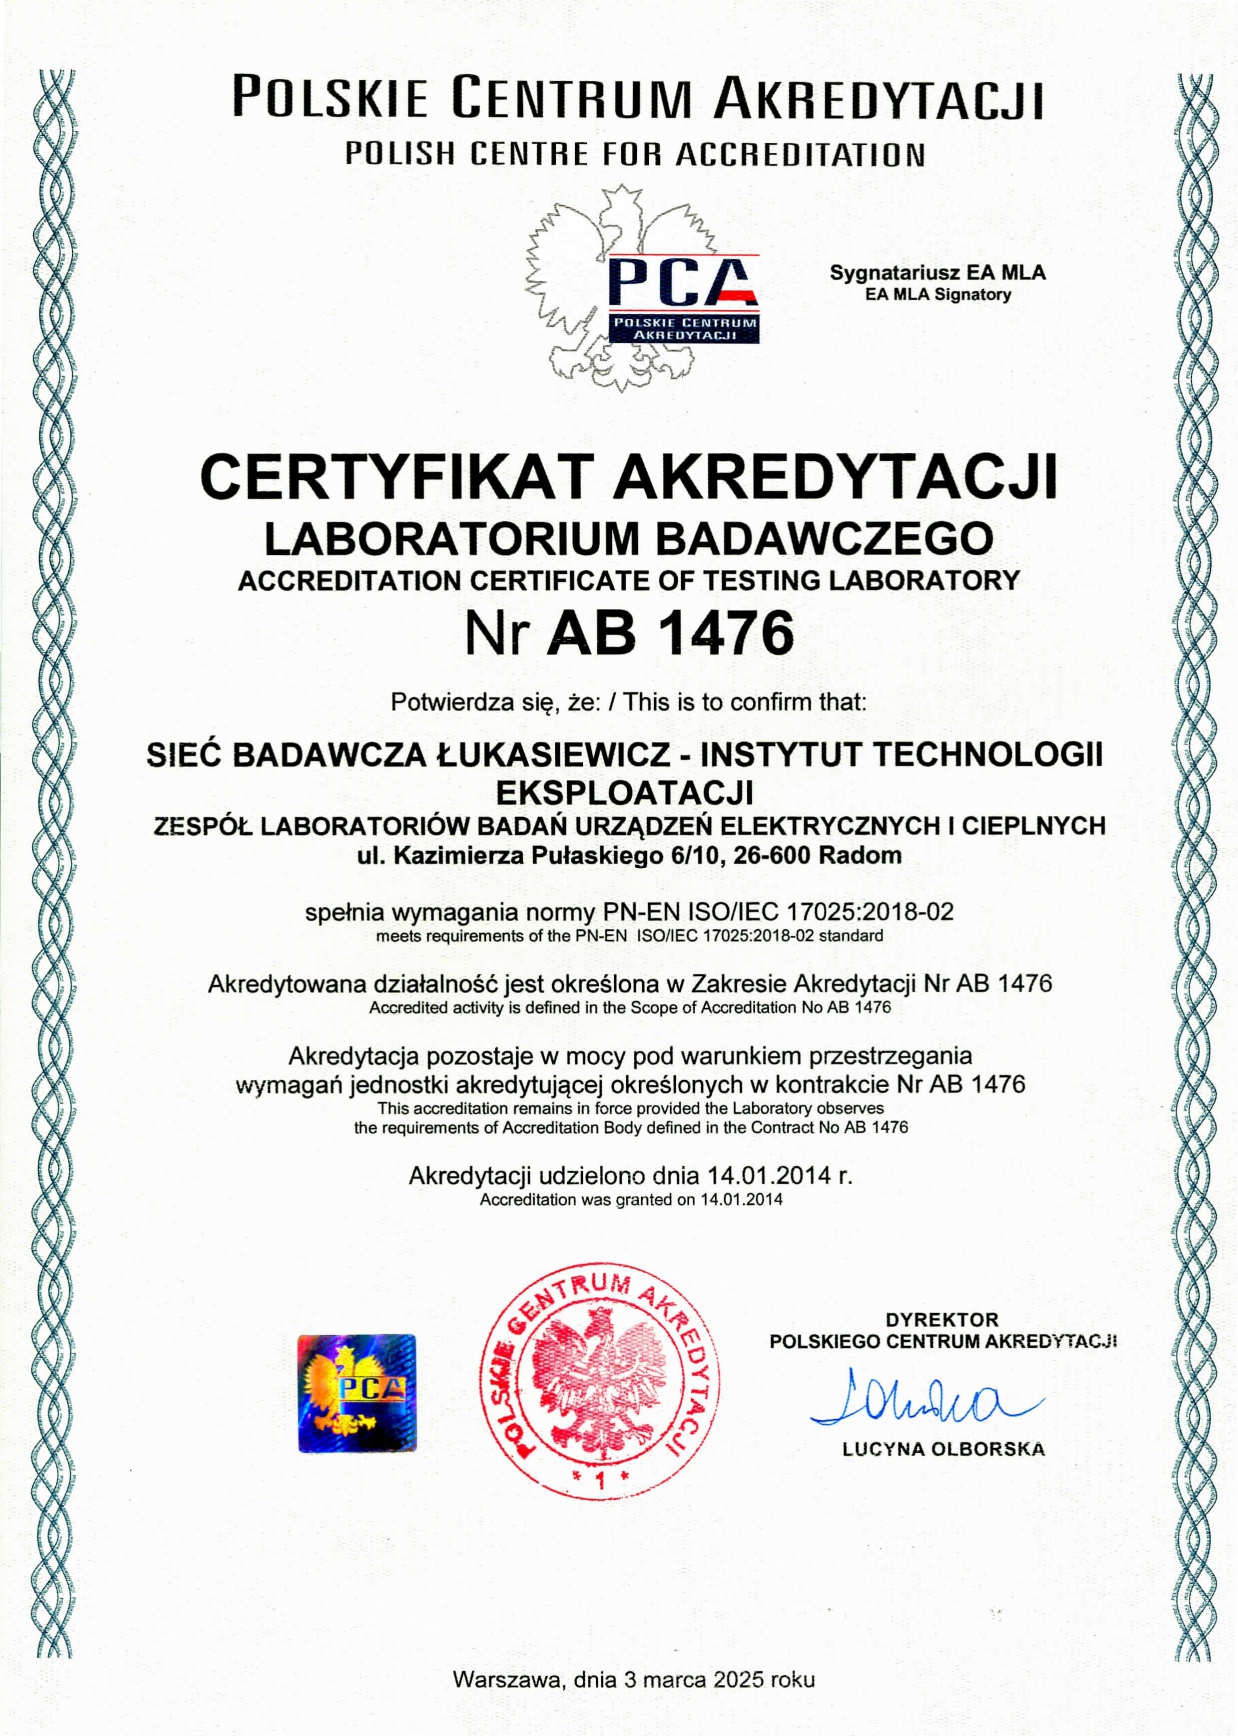 POLSKIE CENTRUM AKREDYTACJI
POLISH CENTRE FOR ACCREDITATION
PCA
POLSKIE CENTRUM
AKREDYTACJI
Sygnatariusz EA MLA
EA MLA Signatory
CERTYFIKAT AKREDYTACJI
LABORATORIUM BADAWCZEGO
ACCREDITATION CERTIFICATE OF TESTING LABORATORY
Nr AB 1476
Potwierdza się, że: / This is to confirm that:
SIEĆ BADAWCZA ŁUKASIEWICZ - INSTYTUT TECHNOLOGII
EKSPLOATACJI
ZESPÓŁ LABORATORIÓW BADAŃ URZĄDZEŃ ELEKTRYCZNYCH I CIEPLNYCH
ul. Kazimierza Pułaskiego 6/10, 26-600 Radom
spełnia wymagania normy PN-EN ISO/IEC 17025:2018-02
meets requirements of the PN-EN ISO/IEC 17025:2018-02 standard
Akredytowana działalność jest określona w Zakresie Akredytacji Nr AB 1476
Accredited activity is defined in the Scope of Accreditation No AB 1476
Akredytacja pozostaje w mocy pod warunkiem przestrzegania
wymagań jednostki akredytującej określonych w kontrakcie Nr AB 1476
This accreditation remains in force provided the Laboratory observes
the requirements of Accreditation Body defined in the Contract No AB 1476
Akredytacji udzielono dnia 14.01.2014 r.
Accreditation was granted on 14.01.2014
PCA
POLSKIE CENTRUM AKREDYTACJI
* 1 *
DYREKTOR
POLSKIEGO CENTRUM AKREDYTACJI
LUCYNA OLBORSKA
Warszawa, dnia 3 marca 2025 roku